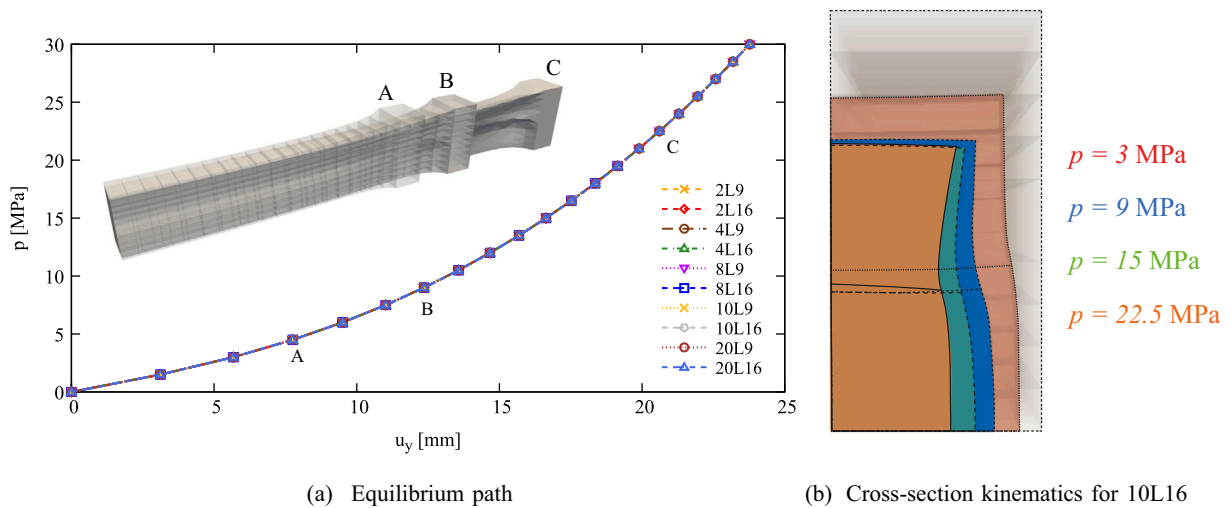 30
25
20
15
10
5
0
p [MPa]
A
B
C
A
B
C
2L9
2L16
4L9
4L16
8L9
8L16
10L9
10L16
20L9
20L16
0
5
10
15
20
25
u_y [mm]
p = 3 MPa
p = 9 MPa
p = 15 MPa
p = 22.5 MPa
(a) Equilibrium path
(b) Cross-section kinematics for 10L16